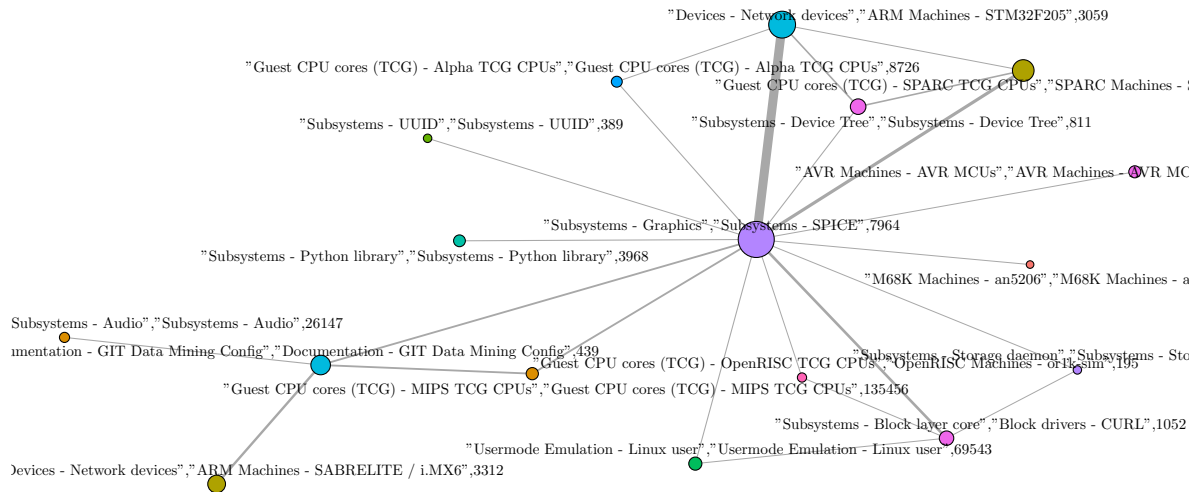 "Devices - Network devices","ARM Machines - STM32F205",3059
"Guest CPU cores (TCG) - Alpha TCG CPUs","Guest CPU cores (TCG) - Alpha TCG CPUs",8726
"Guest CPU cores (TCG) - SPARC TCG CPUs","SPARC Machines -
"Subsystems - UUID","Subsystems - UUID",389
"Subsystems - Device Tree","Subsystems - Device Tree",811
"AVR Machines - AVR MCUs","AVR Machines - AVR MC
"Subsystems - Graphics","Subsystems - SPICE",7964
"Subsystems - Python library","Subsystems - Python library",3968
"M68K Machines - an5206","M68K Machines - a
Subsystems - Audio","Subsystems - Audio",26147
mentation - GIT Data Mining Config","Documentation - GIT Data Mining Config",439
"Subsystems - Storage daemon","Subsystems - Sto
"Guest CPU cores (TCG) - OpenRISC TCG CPUs","OpenRISC Machines - or1k-sim",195
"Guest CPU cores (TCG) - MIPS TCG CPUs","Guest CPU cores (TCG) - MIPS TCG CPUs",135456
"Subsystems - Block layer core","Block drivers - CURL",1052
"Usermode Emulation - Linux user","Usermode Emulation - Linux user",69543
Devices - Network devices","ARM Machines - SABRELITE / i.MX6",3312